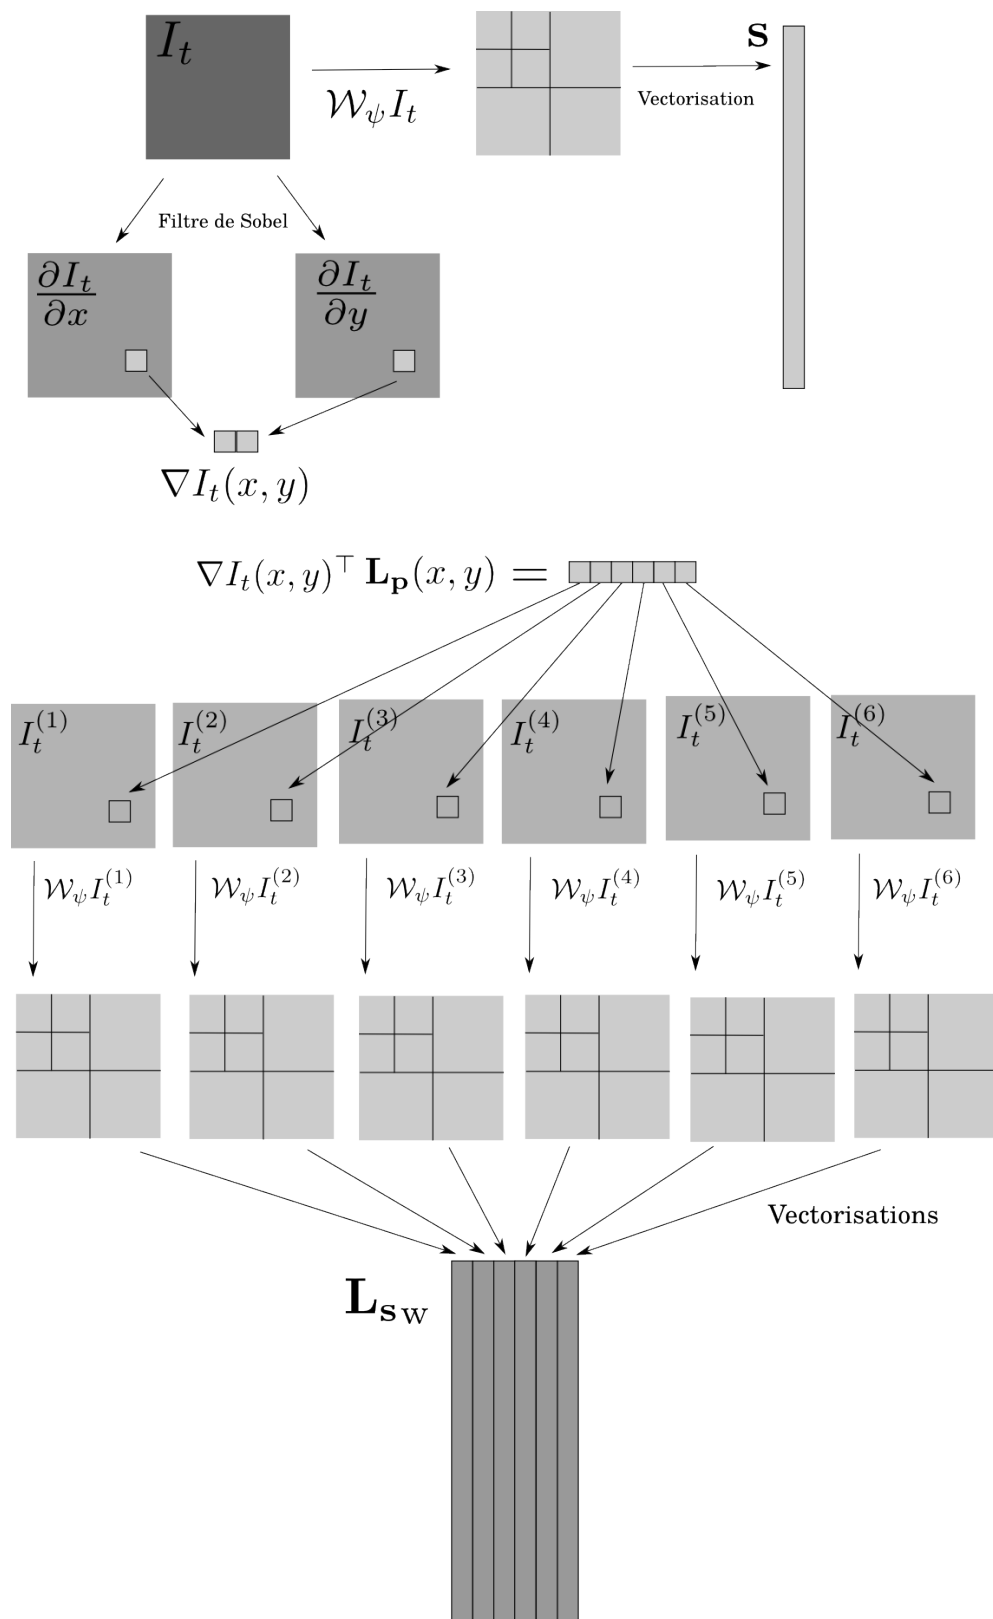 I_t
𝒲_ψ I_t
s
Vectorisation
Filtre de Sobel
∂I_t/∂x
∂I_t/∂y
∇I_t(x, y)
∇I_t(x, y)^⊤ L_p(x, y) =
I_t^(1) I_t^(2) I_t^(3) I_t^(4) I_t^(5) I_t^(6)
𝒲_ψ I_t^(1) 𝒲_ψ I_t^(2) 𝒲_ψ I_t^(3) 𝒲_ψ I_t^(4) 𝒲_ψ I_t^(5) 𝒲_ψ I_t^(6)
Vectorisations
L_s_W